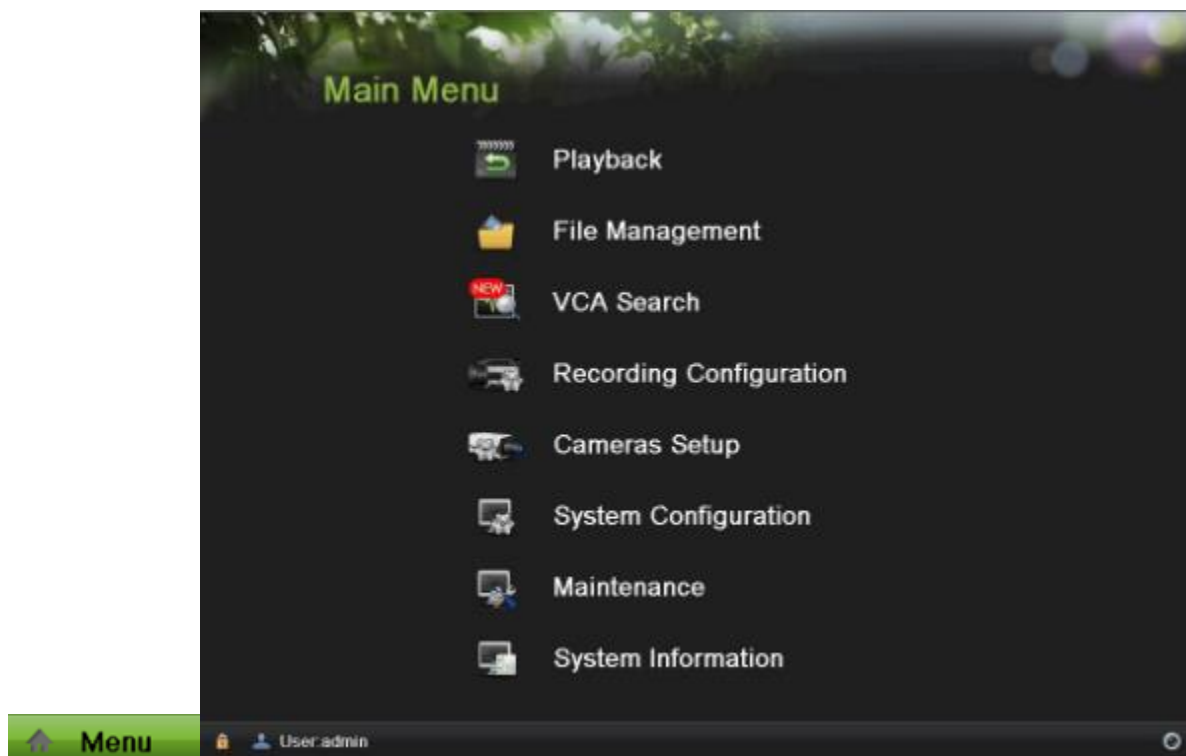 Main Menu
Playback
File Management
NEW
VCA Search
Recording Configuration
Cameras Setup
System Configuration
Maintenance
System Information
Menu
User:admin